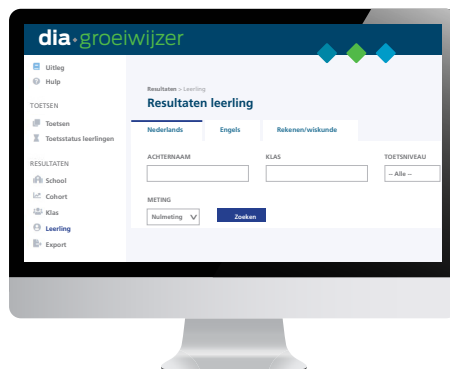 dia·groeiwijzer
Uitleg
Hulp
TOETSEN
Toetsen
Toetsstatus leerlingen
RESULTATEN
School
Cohort
Klas
Leerling
Export
Resultaten > Leerling
Resultaten leerling
Nederlands Engels Rekenen/wiskunde
ACHTERNAAM KLAS TOETSNIVEAU
-- Alle --
METING
Nulmeting Zoeken